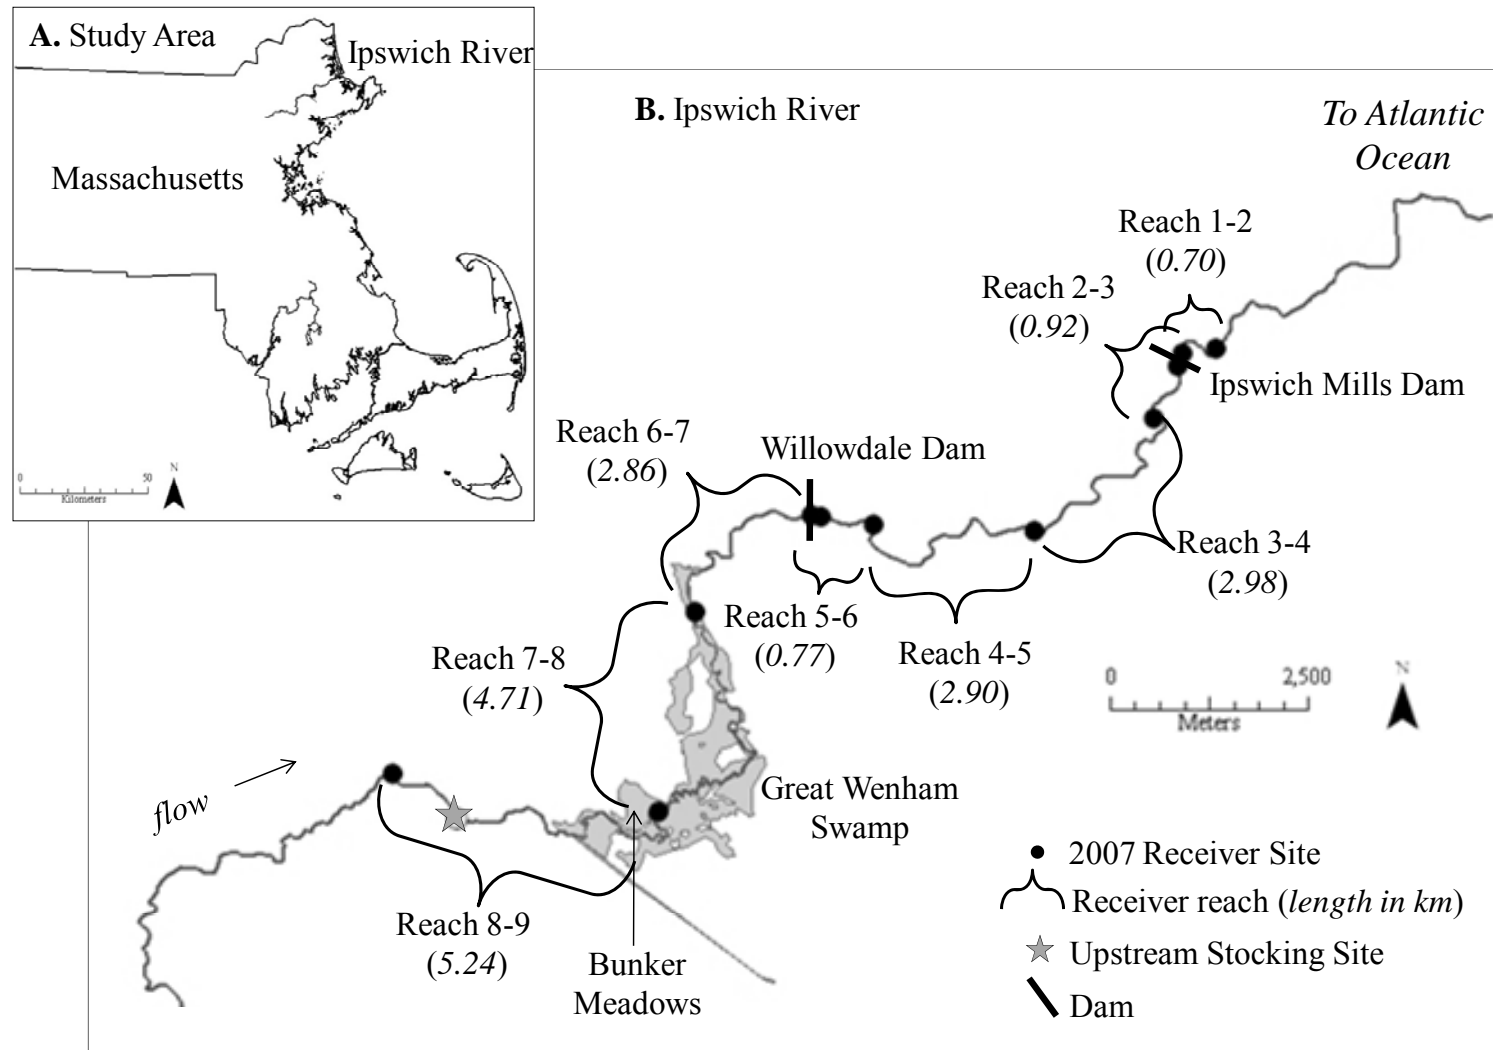 A. Study Area
Ipswich River
Massachusetts
0 50
Kilometers
N
B. Ipswich River
To Atlantic
Ocean
Reach 1-2
(0.70)
Reach 2-3
(0.92)
Ipswich Mills Dam
Reach 6-7
(2.86)
Willowdale Dam
Reach 3-4
(2.98)
Reach 5-6
(0.77)
Reach 4-5
(2.90)
Reach 7-8
(4.71)
0 2,500
Meters
N
flow
Great Wenham
Swamp
Reach 8-9
(5.24)
Bunker
Meadows
2007 Receiver Site
Receiver reach (length in km)
Upstream Stocking Site
Dam